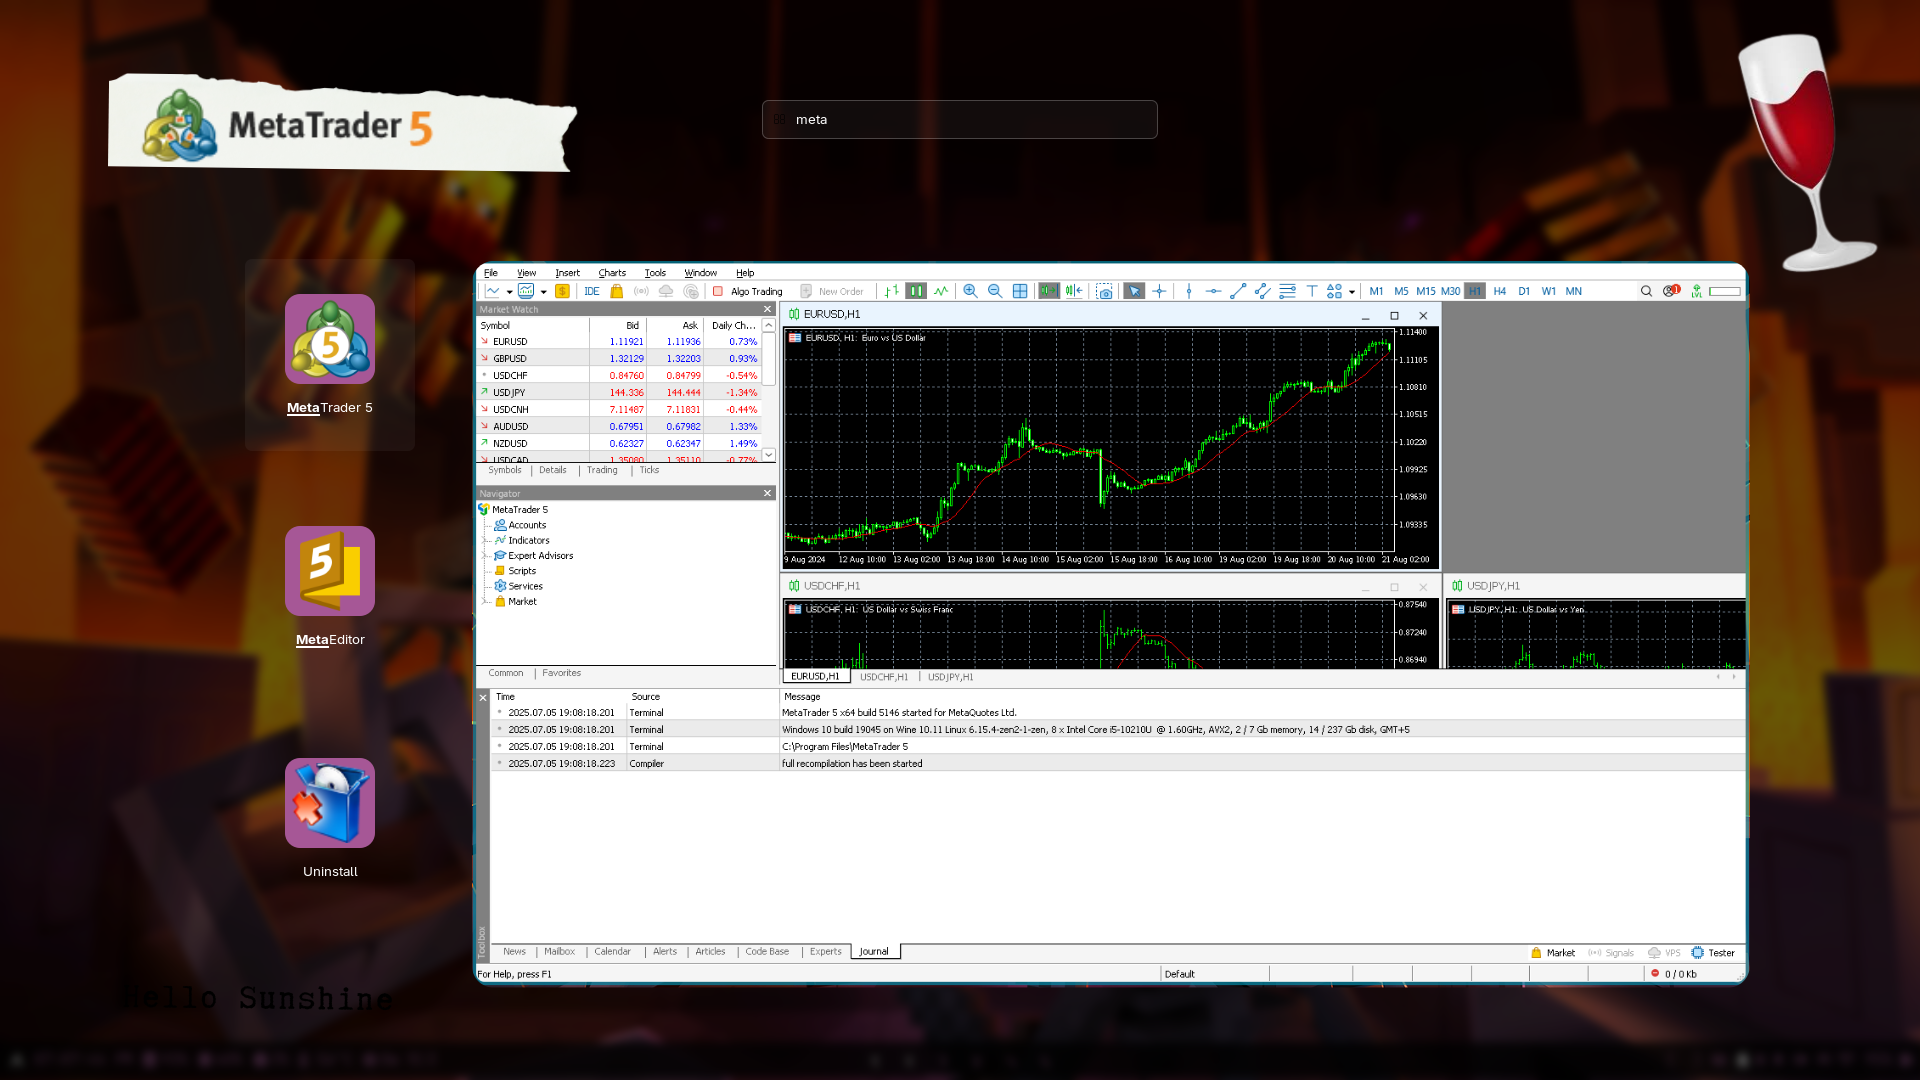 MetaTrader 5
meta
MetaTrader 5
MetaEditor
Uninstall
Hello Sunshine
File View Insert Charts Tools Window Help
IDE Algo Trading New Order M1 M5 M15 M30 H1 H4 D1 W1 MN
Market Watch
Symbol Bid Ask Daily Ch...
EURUSD 1.11921 1.11936 0.73%
GBPUSD 1.32129 1.32203 0.93%
USDCHF 0.84760 0.84799 -0.54%
USDJPY 144.336 144.444 -1.34%
USDCNH 7.11487 7.11831 -0.44%
AUDUSD 0.67951 0.67982 1.33%
NZDUSD 0.62327 0.62347 1.49%
USDCAD 1.35080 1.35110 -0.77%
Symbols | Details | Trading | Ticks
Navigator
MetaTrader 5
Accounts
Indicators
Expert Advisors
Scripts
Services
Market
Common | Favorites
EURUSD,H1
EURUSD, H1: Euro vs US Dollar
1.11400
1.11105
1.10810
1.10515
1.10220
1.09925
1.09630
1.09335
9 Aug 2024 12 Aug 10:00 13 Aug 02:00 13 Aug 18:00 14 Aug 10:00 15 Aug 02:00 15 Aug 18:00 16 Aug 10:00 19 Aug 02:00 19 Aug 18:00 20 Aug 10:00 21 Aug 02:00
USDCHF,H1
USDCHF, H1: US Dollar vs Swiss Franc
0.87540
0.87240
0.86940
USDJPY,H1
USDJPY, H1: US Dollar vs Yen
EURUSD,H1 USDCHF,H1 | USDJPY,H1
Time Source Message
2025.07.05 19:08:18.201 Terminal MetaTrader 5 x64 build 5146 started for MetaQuotes Ltd.
2025.07.05 19:08:18.201 Terminal Windows 10 build 19045 on Wine 10.11 Linux 6.15.4-zen2-1-zen, 8 x Intel Core i5-10210U @ 1.60GHz, AVX2, 2 / 7 Gb memory, 14 / 237 Gb disk, GMT+5
2025.07.05 19:08:18.201 Terminal C:\Program Files\MetaTrader 5
2025.07.05 19:08:18.223 Compiler full recompilation has been started
Toolbox
News | Mailbox | Calendar | Alerts | Articles | Code Base | Experts Journal
Market Signals VPS Tester
For Help, press F1 Default 0 / 0 Kb